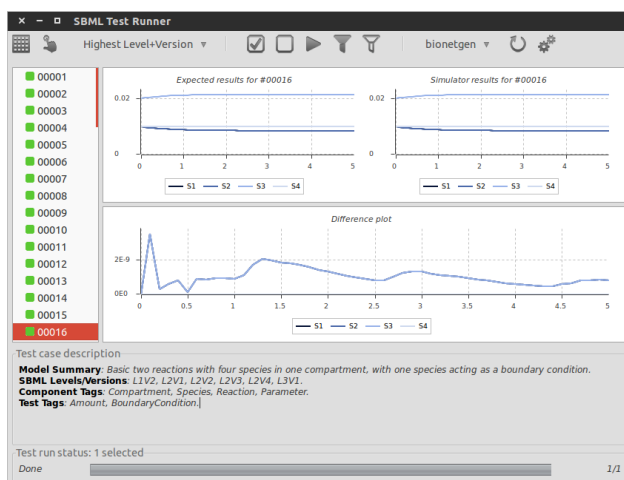 SBML Test Runner
Highest Level+Version
bionetgen
00001
00002
00003
00004
00005
00006
00007
00008
00009
00010
00011
00012
00013
00014
00015
00016
Expected results for #00016
0.02
0
0 1 2 3 4 5
S1 S2 S3 S4
Simulator results for #00016
0.02
0
0 1 2 3 4 5
S1 S2 S3 S4
Difference plot
2E-9
0E0
0 0.5 1 1.5 2 2.5 3 3.5 4 4.5 5
S1 S2 S3 S4
Test case description
Model Summary: Basic two reactions with four species in one compartment, with one species acting as a boundary condition.
SBML Levels/Versions: L1V2, L2V1, L2V2, L2V3, L2V4, L3V1.
Component Tags: Compartment, Species, Reaction, Parameter.
Test Tags: Amount, BoundaryCondition.
Test run status: 1 selected
Done 1/1